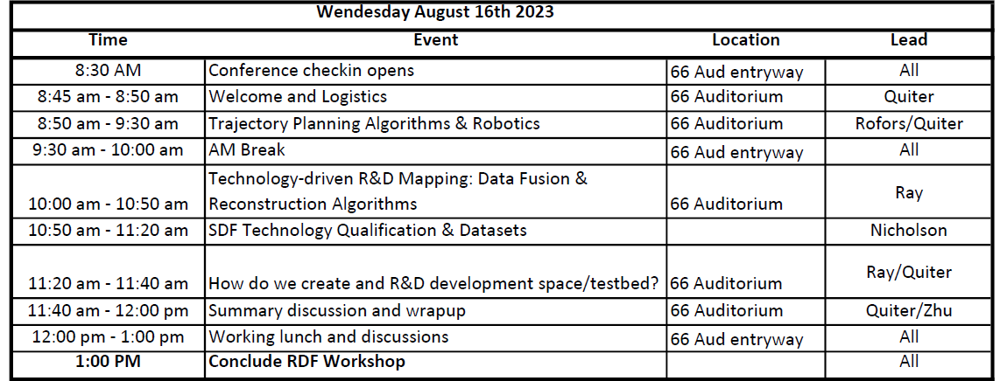 Wendesday August 16th 2023
Time Event Location Lead
8:30 AM Conference checkin opens 66 Aud entryway All
8:45 am - 8:50 am Welcome and Logistics 66 Auditorium Quiter
8:50 am - 9:30 am Trajectory Planning Algorithms & Robotics 66 Auditorium Rofors/Quiter
9:30 am - 10:00 am AM Break 66 Aud entryway All
Technology-driven R&D Mapping: Data Fusion &
10:00 am - 10:50 am Reconstruction Algorithms 66 Auditorium Ray
10:50 am - 11:20 am SDF Technology Qualification & Datasets Nicholson
11:20 am - 11:40 am How do we create and R&D development space/testbed? 66 Auditorium Ray/Quiter
11:40 am - 12:00 pm Summary discussion and wrapup 66 Auditorium Quiter/Zhu
12:00 pm - 1:00 pm Working lunch and discussions 66 Aud entryway All
1:00 PM Conclude RDF Workshop All